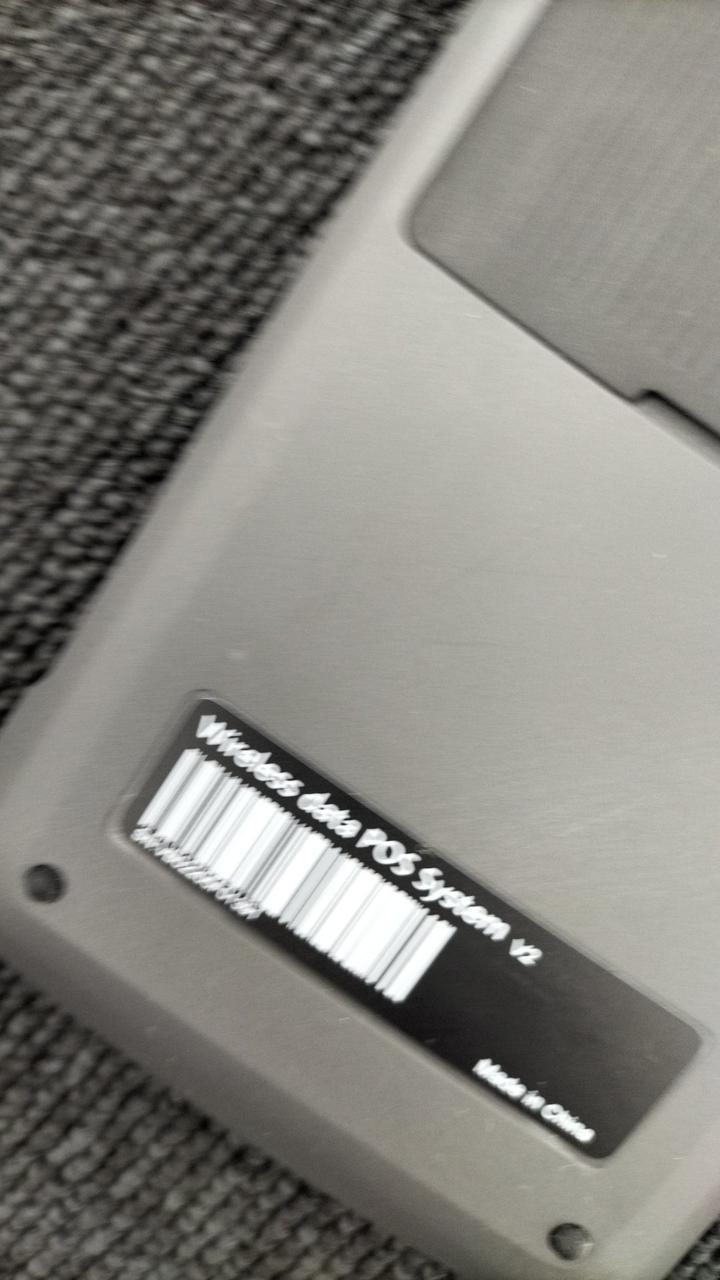 Wireless data POS System v2
Made in China